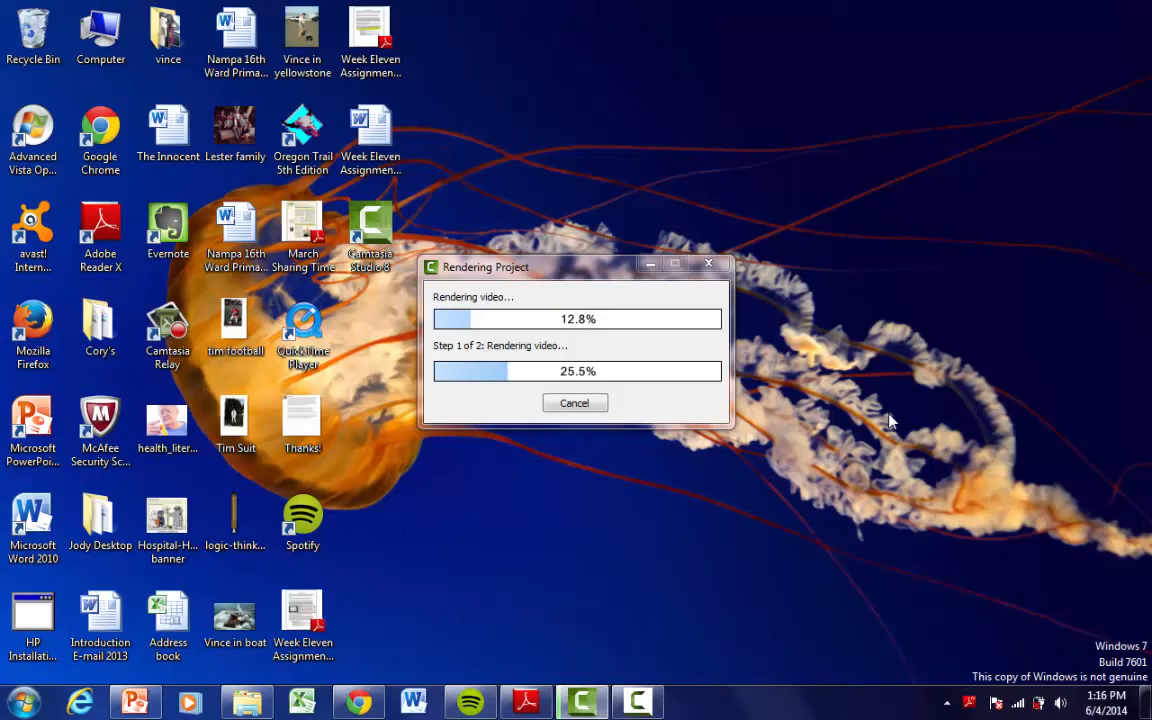 Recycle Bin
Computer
vince
Nampa 16th
Ward Prima...
Vince in
yellowstone
Week Eleven
Assignmen...
Advanced
Vista Op...
Google
Chrome
The Innocent
Lester family
Oregon Trail
5th Edition
Week Eleven
Assignmen...
avast!
Intern...
Adobe
Reader X
Evernote
Nampa 16th
Ward Prima...
March
Sharing Time
Camtasia
Studio 8
Mozilla
Firefox
Cory's
Camtasia
Relay
tim football
QuickTime
Player
Microsoft
PowerPoi...
McAfee
Security Sc...
health_liter...
Tim Suit
Thanks!
Microsoft
Word 2010
Jody Desktop
Hospital-H...
banner
logic-think...
Spotify
HP
Installati...
Introduction
E-mail 2013
Address
book
Vince in boat
Week Eleven
Assignmen...
Rendering Project
Rendering video...
12.8%
Step 1 of 2: Rendering video...
25.5%
Cancel
Windows 7
Build 7601
This copy of Windows is not genuine
1:16 PM
6/4/2014